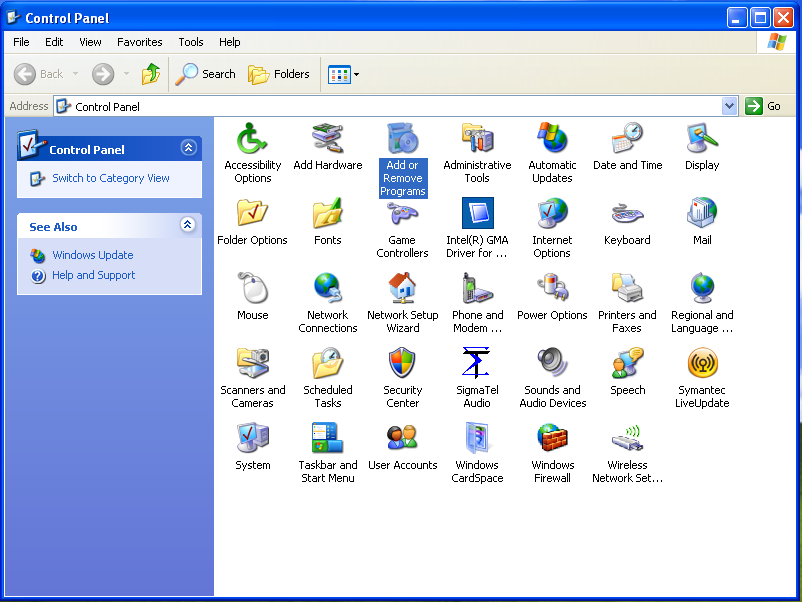 Control Panel
File Edit View Favorites Tools Help
Back Search Folders
Address Control Panel Go
Control Panel
Switch to Category View
See Also
Windows Update
Help and Support
Accessibility
Options
Add Hardware
Add or
Remove
Programs
Administrative
Tools
Automatic
Updates
Date and Time
Display
Folder Options
Fonts
Game
Controllers
Intel(R) GMA
Driver for ...
Internet
Options
Keyboard
Mail
Mouse
Network
Connections
Network Setup
Wizard
Phone and
Modem ...
Power Options
Printers and
Faxes
Regional and
Language ...
Scanners and
Cameras
Scheduled
Tasks
Security
Center
SigmaTel
Audio
Sounds and
Audio Devices
Speech
Symantec
LiveUpdate
System
Taskbar and
Start Menu
User Accounts
Windows
CardSpace
Windows
Firewall
Wireless
Network Set...